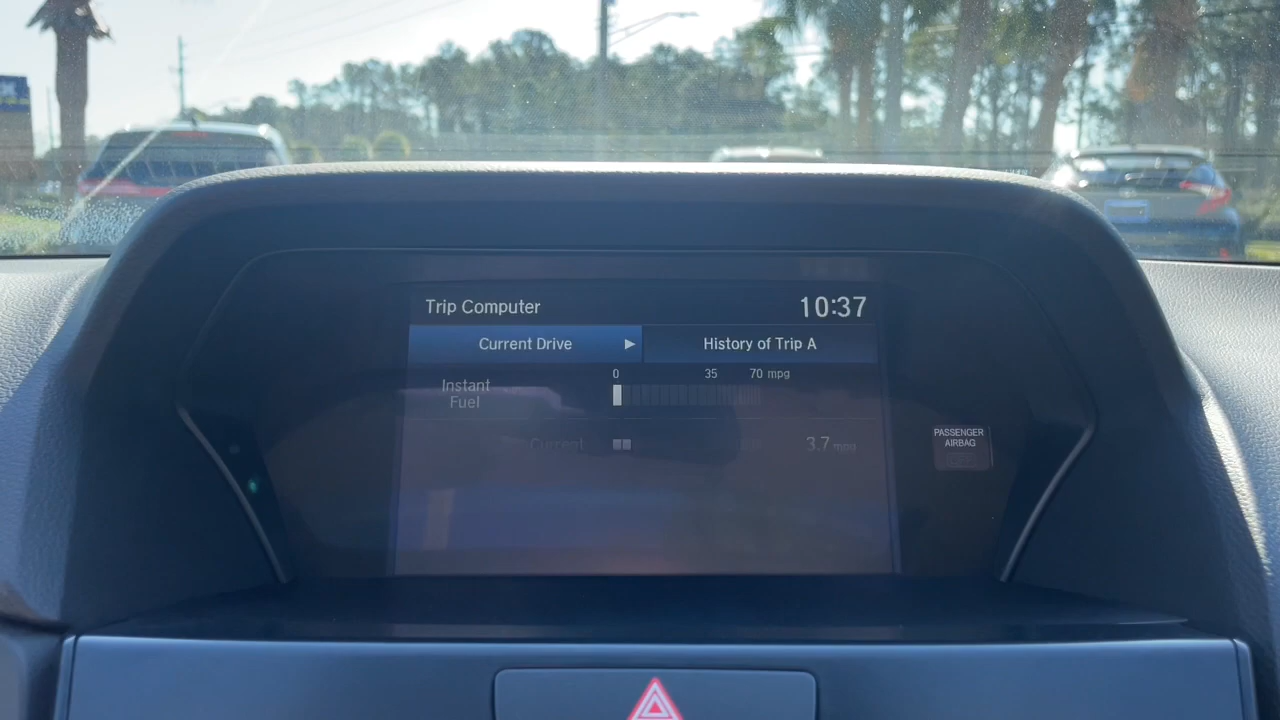 Trip Computer 10:37
Current Drive History of Trip A
0 35 70 mpg
Instant
Fuel
Current 3.7 mpg
PASSENGER
AIRBAG